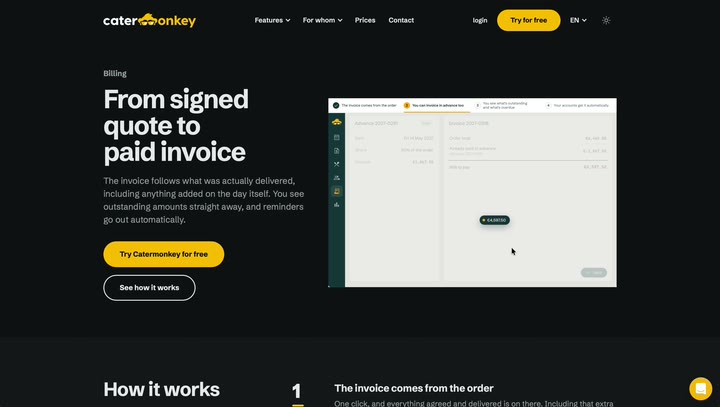 catermonkey
Features
For whom
Prices
Contact
login
Try for free
EN
Billing
From signed
quote to
paid invoice
The invoice follows what was actually delivered,
including anything added on the day itself. You see
outstanding amounts straight away, and reminders
go out automatically.
Try Catermonkey for free
See how it works
The invoice comes from the order
2 You can invoice in advance too
3 You see what's outstanding
and what's overdue
4 Your accounts get it automatically
How it works
1
The invoice comes from the order
One click, and everything agreed and delivered is on there. Including that extra